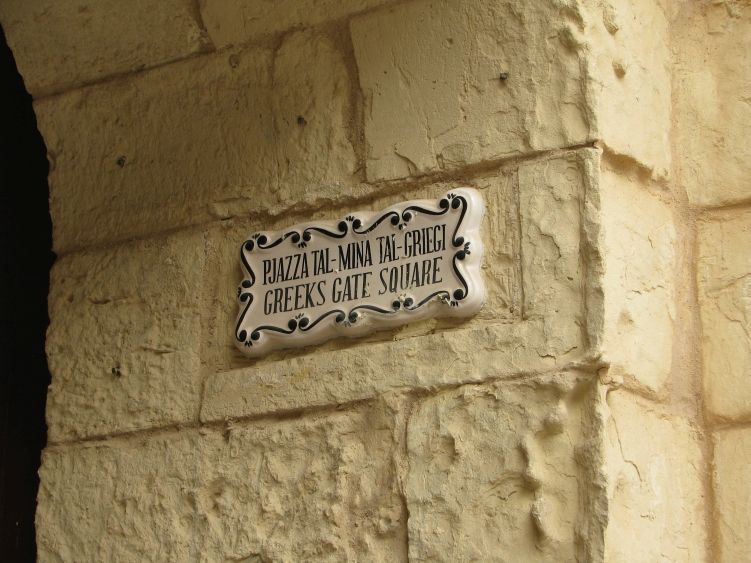 PJAZZA TAL-MINA TAL-GRIEGI
GREEKS GATE SQUARE